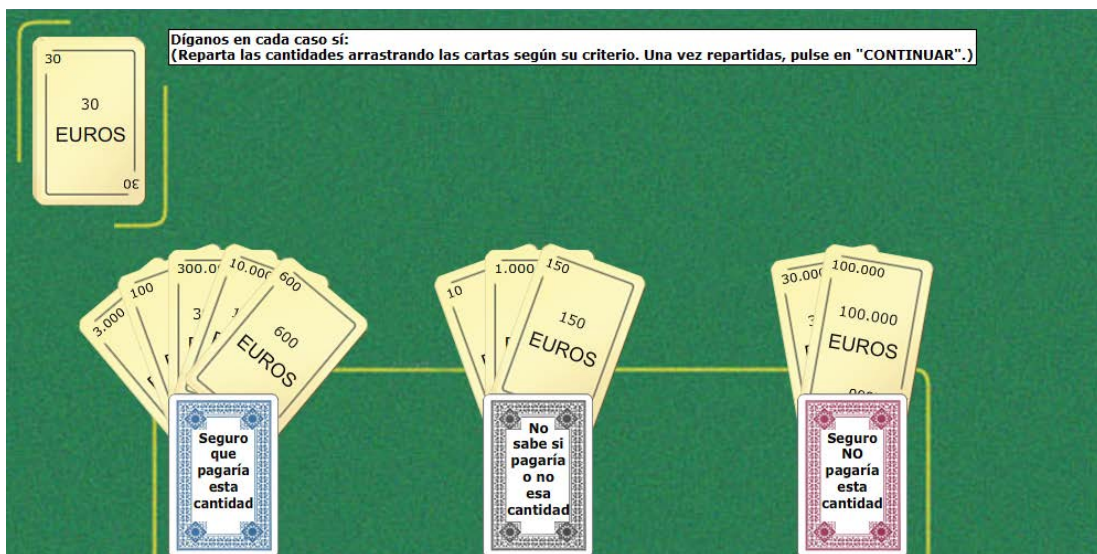 Díganos en cada caso sí:
(Reparta las cantidades arrastrando las cartas según su criterio. Una vez repartidas, pulse en "CONTINUAR".)
30
30
EUROS
30
3.000
100
300.0
10.000
600
600
EUROS
10
1.000
150
150
EUROS
30.000
100.000
100.000
EUROS
Seguro
que
pagaría
esta
cantidad
No
sabe si
pagaría
o no
esa
cantidad
Seguro
NO
pagaría
esta
cantidad